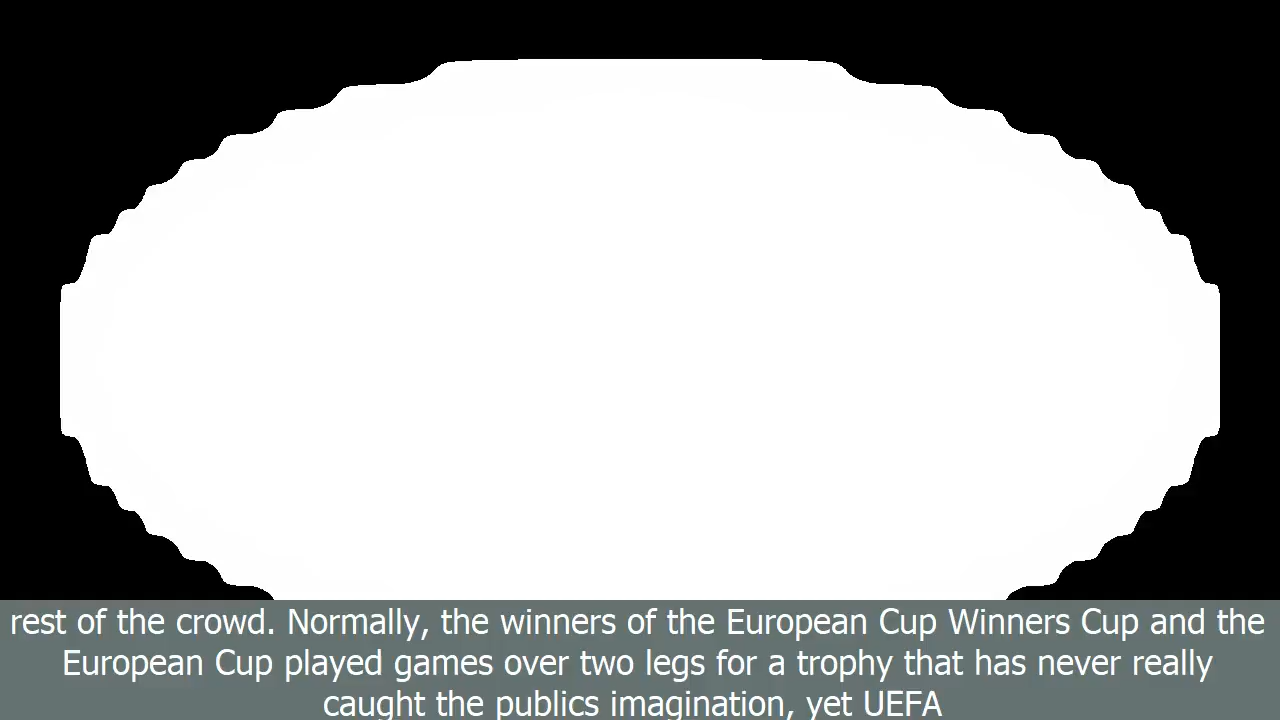 rest of the crowd. Normally, the winners of the European Cup Winners Cup and the
European Cup played games over two legs for a trophy that has never really
caught the publics imagination, yet UEFA